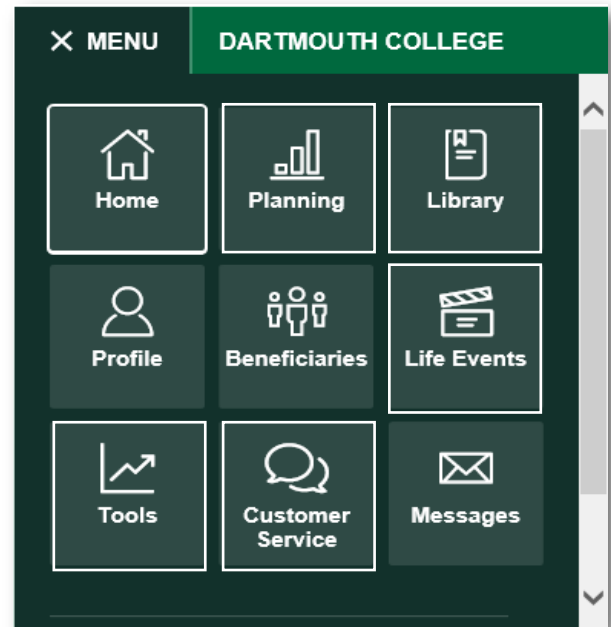 MENU
DARTMOUTH COLLEGE
Home
Planning
Library
Profile
Beneficiaries
Life Events
Tools
Customer
Service
Messages